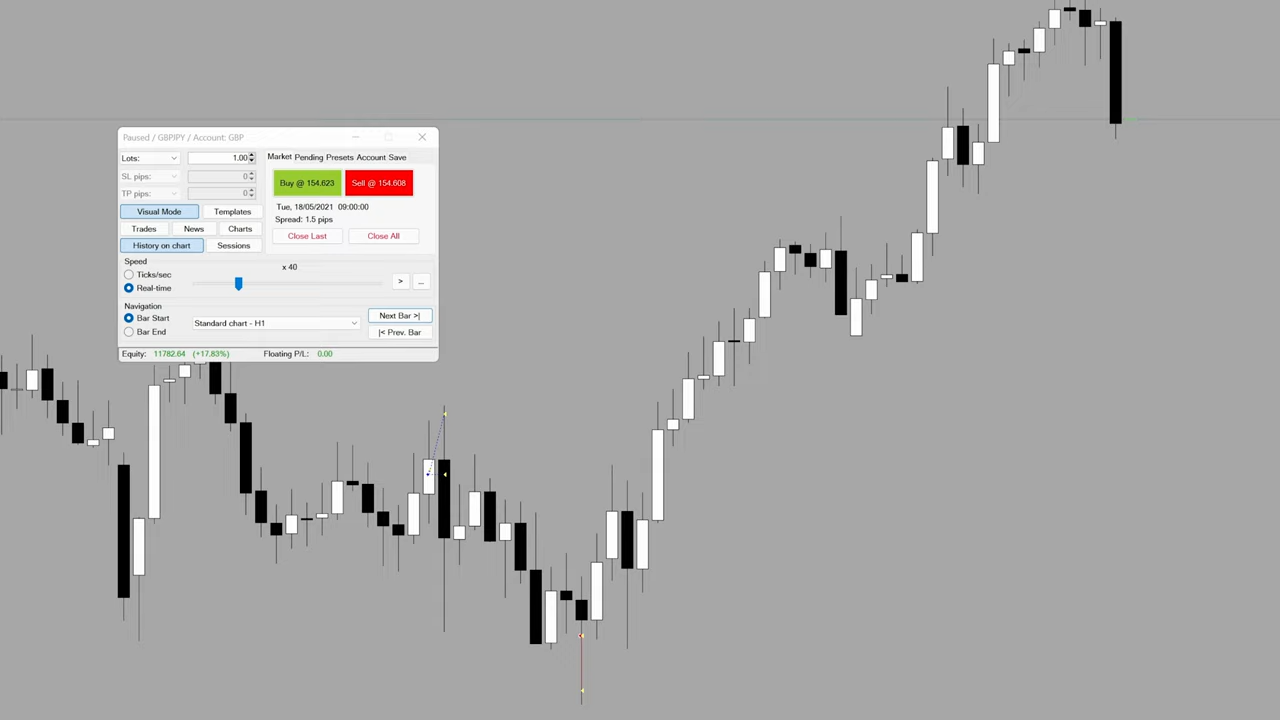 Paused / GBPJPY / Account: GBP
Lots: 1.00
Market Pending Presets Account Save
SL pips: 0
Buy @ 154.623 Sell @ 154.608
TP pips: 0
Visual Mode Templates
Tue, 18/05/2021 09:00:00
Spread: 1.5 pips
Trades News Charts
Close Last Close All
History on chart Sessions
Speed
x 40
Ticks/sec
Real-time
> ...
Navigation
Bar Start
Standard chart - H1
Next Bar >|
Bar End
|< Prev. Bar
Equity: 11782.64 (+17.83%) Floating P/L: 0.00